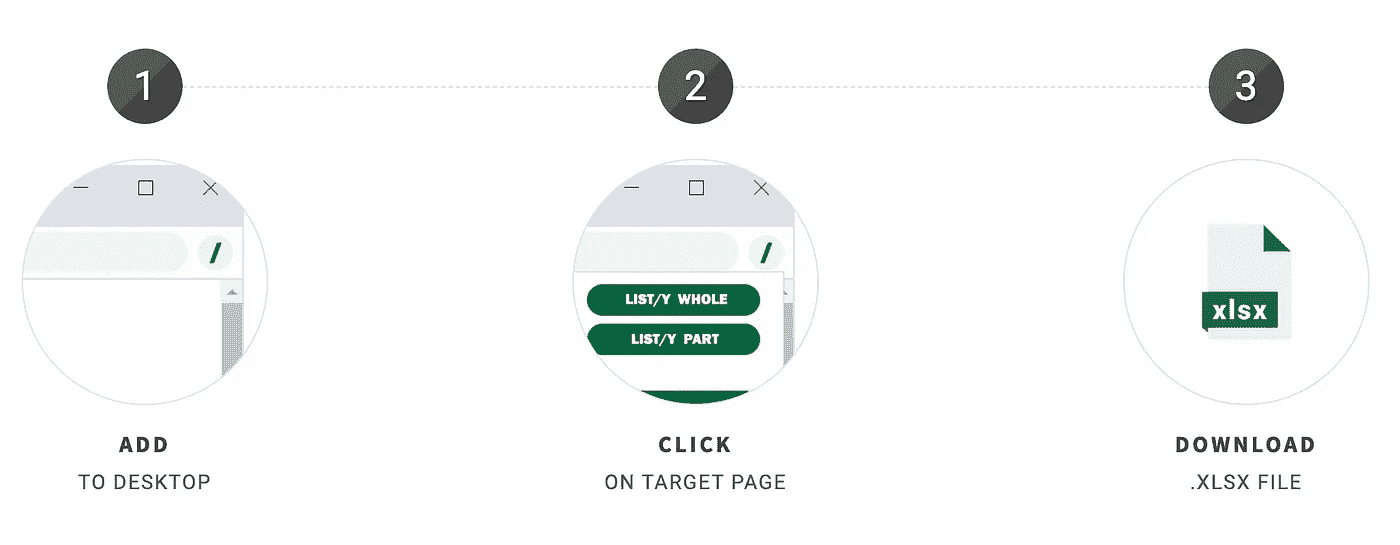 1
2
3
LIST/Y WHOLE
LIST/Y PART
xlsx
ADD
TO DESKTOP
CLICK
ON TARGET PAGE
DOWNLOAD
.XLSX FILE